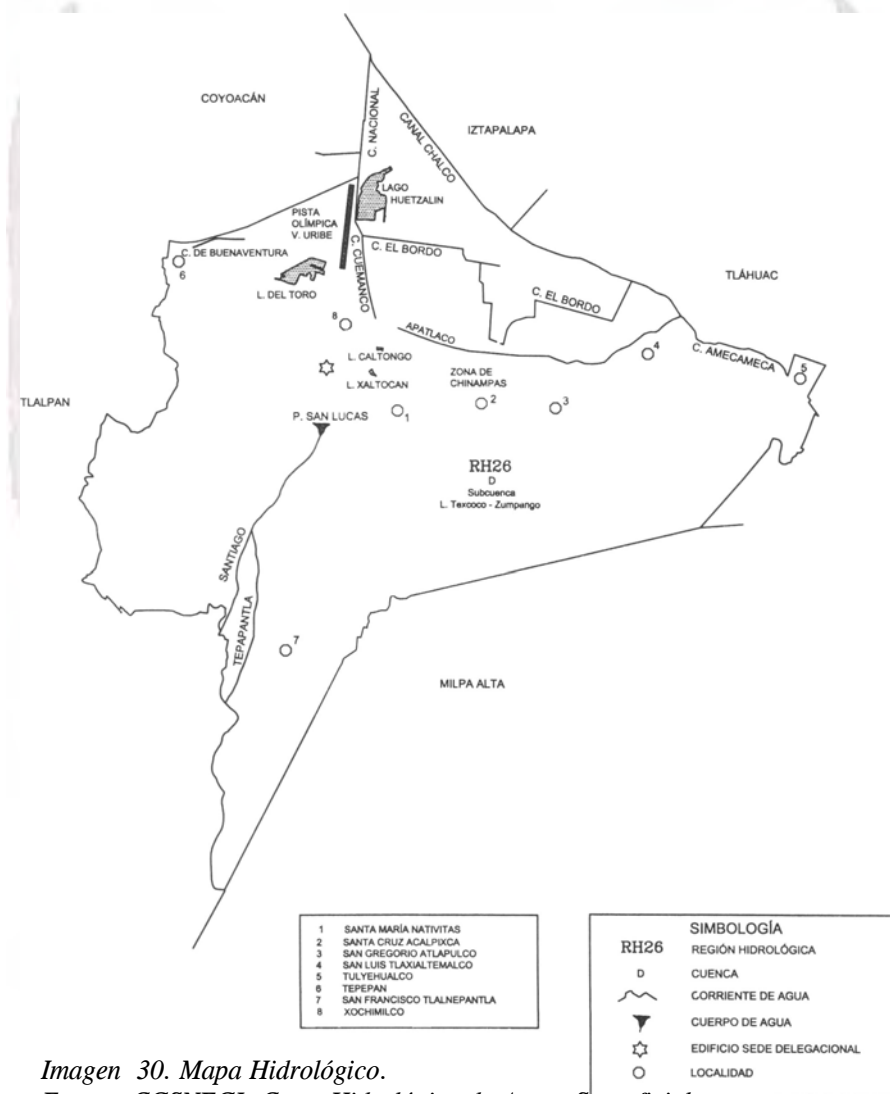 COYOACÁN
IZTAPALAPA
C. NACIONAL
CANAL CHALCO
LAGO
HUETZALIN
PISTA
OLÍMPICA
V. URIBE
C. CUEMANCO
C. EL BORDO
C. DE BUENAVENTURA
6
L. DEL TORO
TLÁHUAC
C. EL BORDO
8
APATLACO
4
C. AMECAMECA
5
L. CALTONGO
L. XALTOCAN
ZONA DE
CHINAMPAS
TLALPAN
P. SAN LUCAS
1
2
3
RH26
D
Subcuenca
L. Texcoco - Zumpango
SANTIAGO
TEPAPANTLA
7
MILPA ALTA
1 SANTA MARÍA NATIVITAS
2 SANTA CRUZ ACALPIXCA
3 SAN GREGORIO ATLAPULCO
4 SAN LUIS TLAXIALTEMALCO
5 TULYEHUALCO
6 TEPEPAN
7 SAN FRANCISCO TLALNEPANTLA
8 XOCHIMILCO
SIMBOLOGÍA
RH26 REGIÓN HIDROLÓGICA
D CUENCA
CORRIENTE DE AGUA
CUERPO DE AGUA
EDIFICIO SEDE DELEGACIONAL
LOCALIDAD
Imagen 30. Mapa Hidrológico.